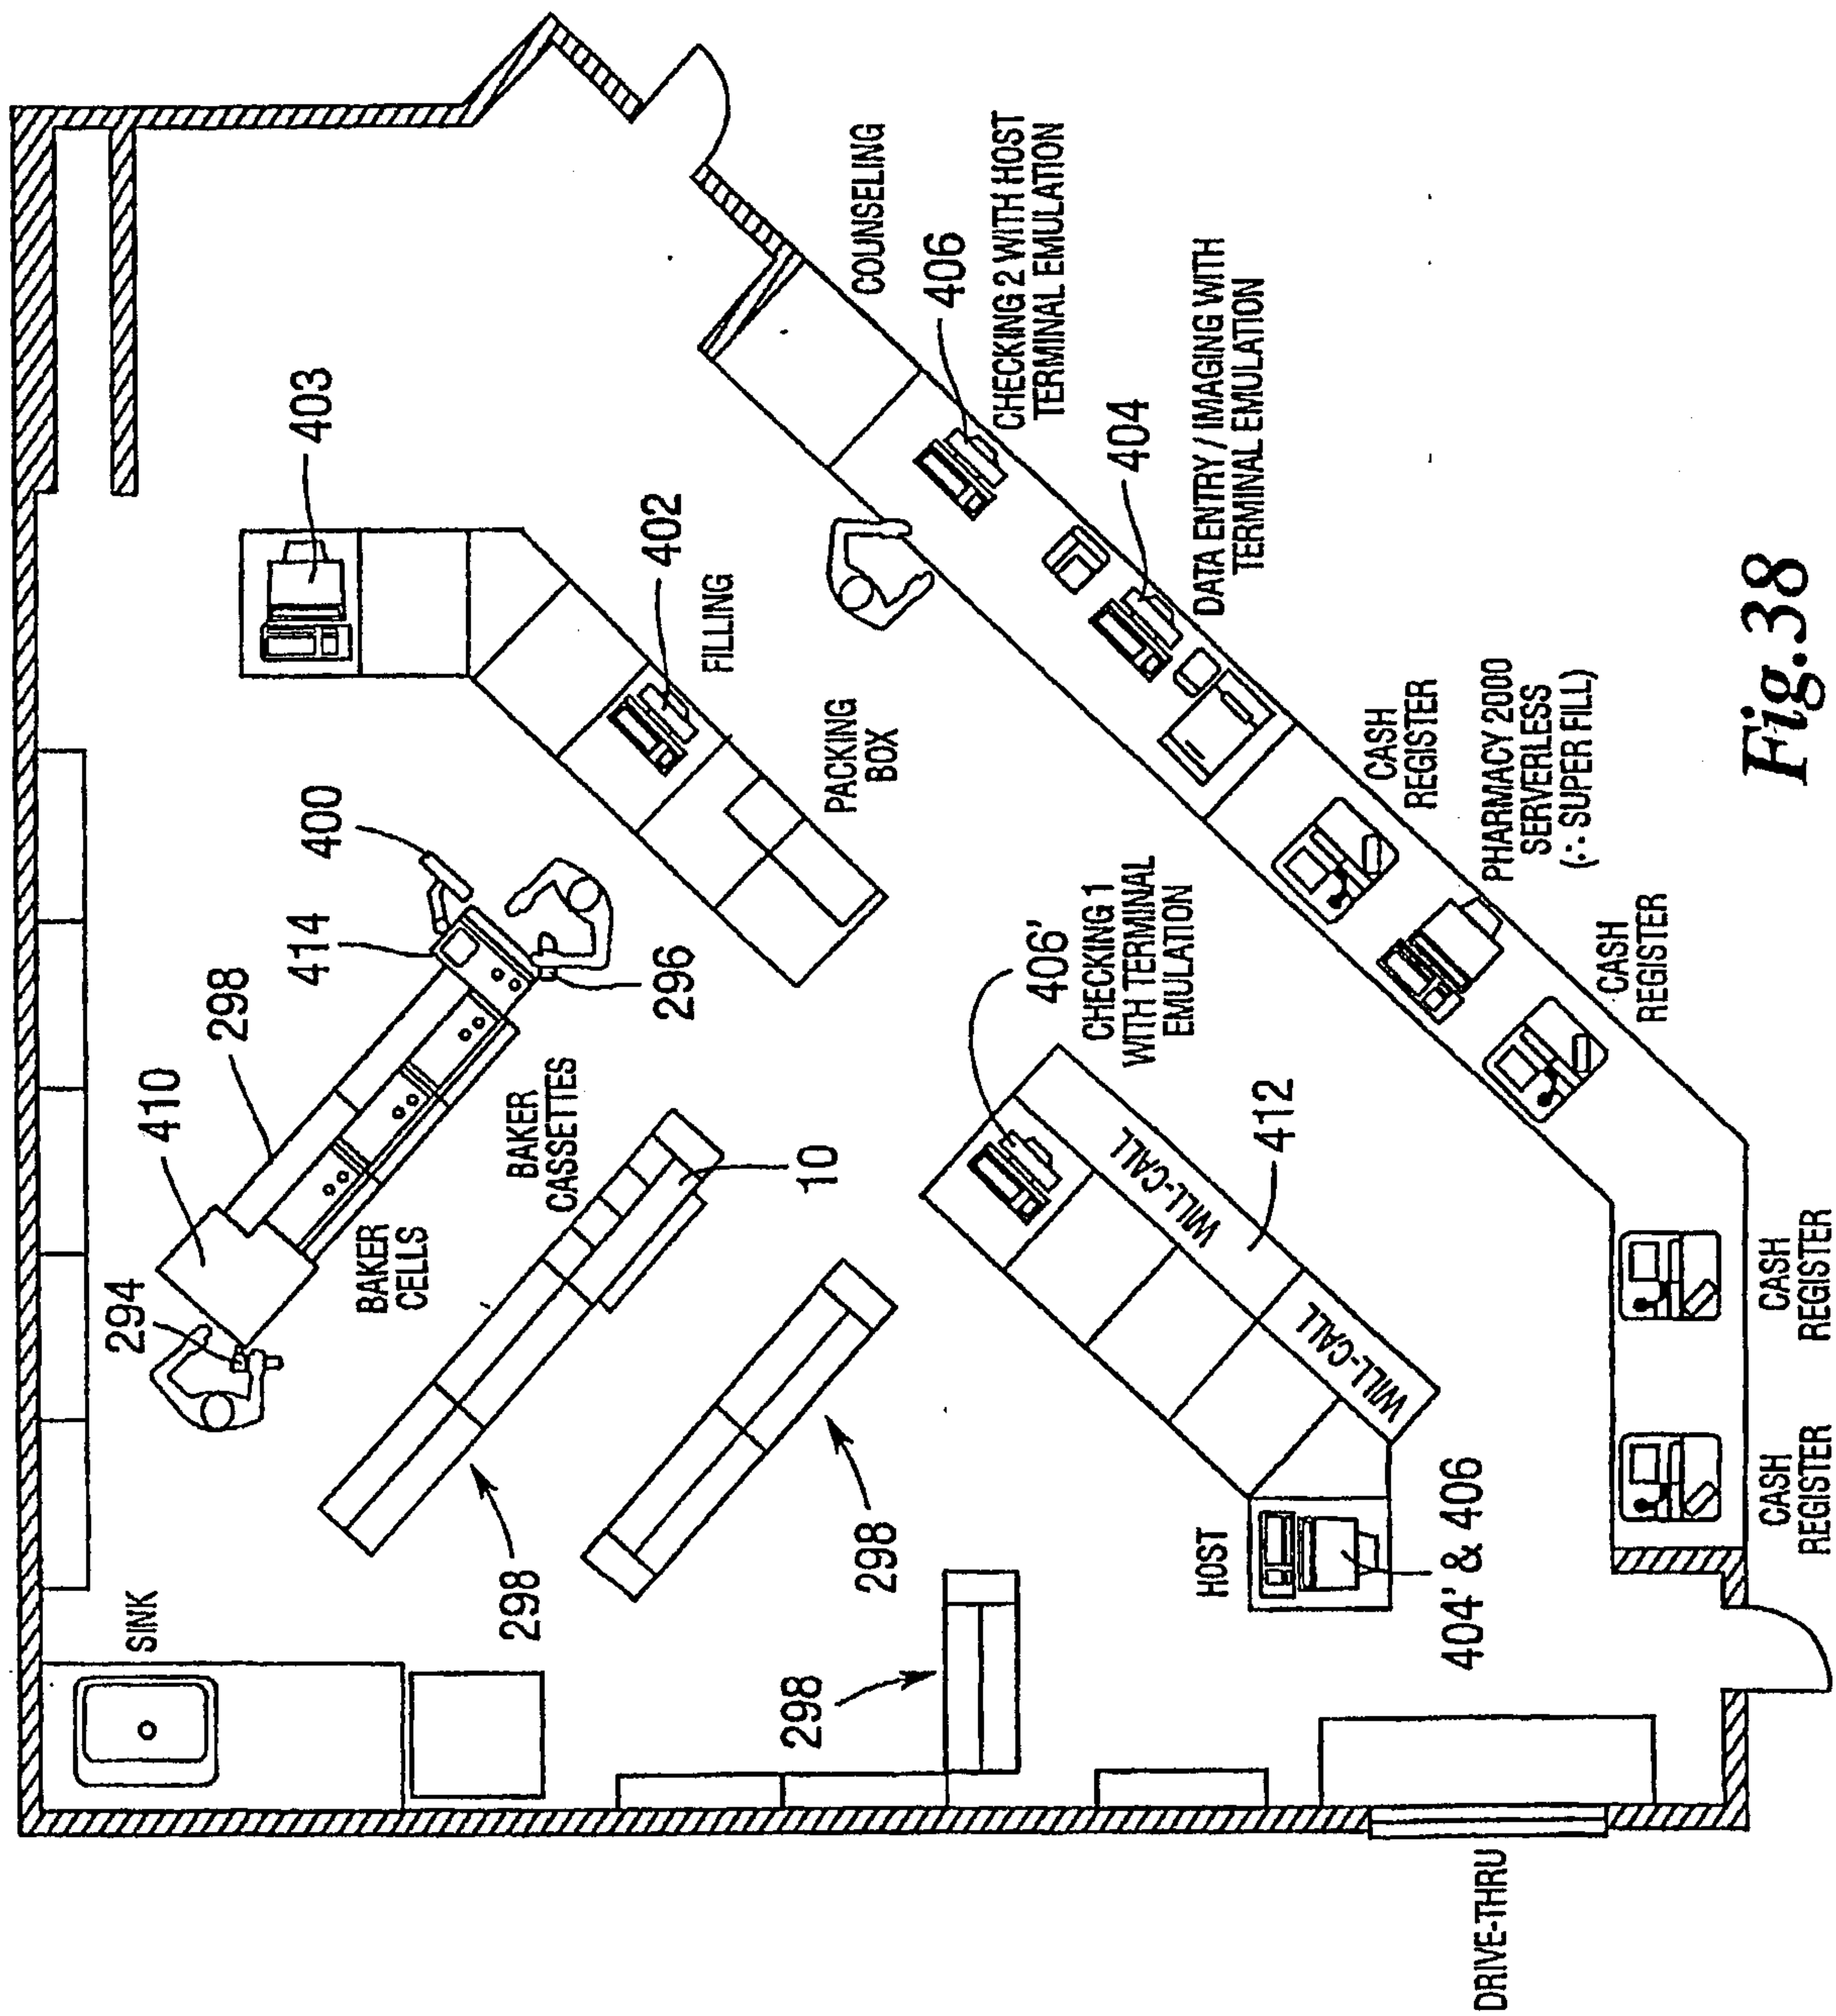 SINK
294
410
298
414
400
403
402
FILLING
PACKING
BOX
296
BAKER
CELLS
BAKER
CASSETTES
10
298
298
298
COUNSELING
406
CHECKING 2 WITH HOST
TERMINAL EMULATION
404
DATA ENTRY / IMAGING WITH
TERMINAL EMULATION
406'
CHECKING 1
WITH TERMINAL
EMULATION
WILL-CALL
WILL-CALL
412
HOST
404' & 406
CASH
REGISTER
PHARMACY 2000
SERVERLESS
(∴ SUPER FILL)
CASH
REGISTER
CASH
REGISTER
CASH
REGISTER
DRIVE-THRU
Fig.38